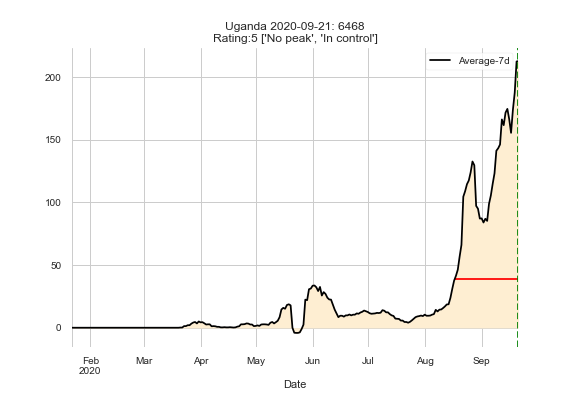 Uganda 2020-09-21: 6468
Rating:5 ['No peak', 'In control']
Average-7d
200
150
100
50
0
Feb
2020
Mar
Apr
May
Jun
Jul
Aug
Sep
Date